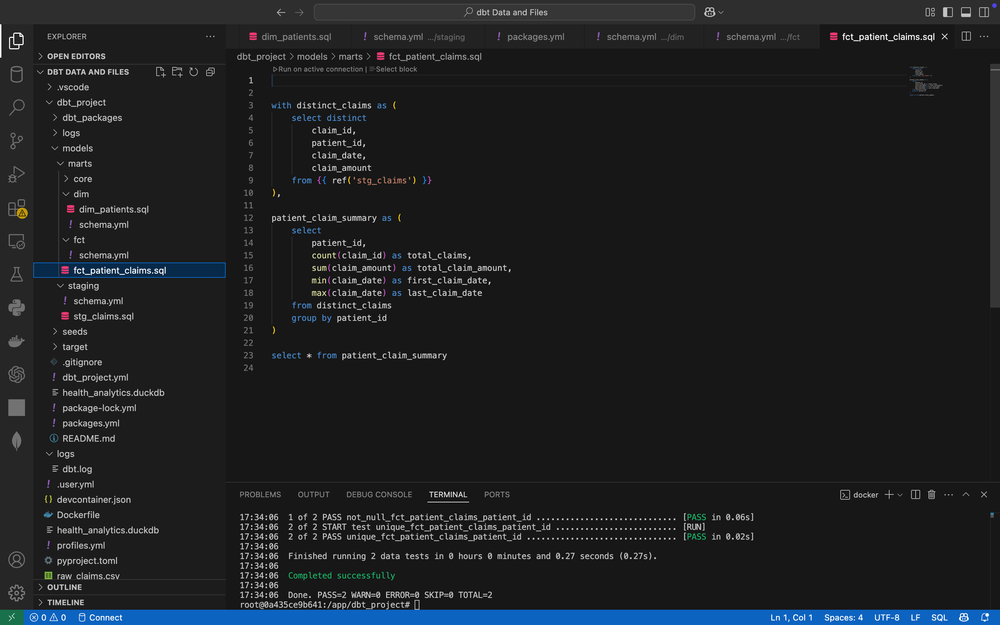 dbt Data and Files
EXPLORER
OPEN EDITORS
DBT DATA AND FILES
.vscode
dbt_project
dbt_packages
logs
models
marts
core
dim
dim_patients.sql
schema.yml
fct
schema.yml
fct_patient_claims.sql
staging
schema.yml
stg_claims.sql
seeds
target
.gitignore
dbt_project.yml
health_analytics.duckdb
package-lock.yml
packages.yml
README.md
logs
dbt.log
.user.yml
devcontainer.json
Dockerfile
health_analytics.duckdb
profiles.yml
pyproject.toml
raw_claims.csv
OUTLINE
TIMELINE
dim_patients.sql
schema.yml .../staging
packages.yml
schema.yml .../dim
schema.yml .../fct
fct_patient_claims.sql
dbt_project > models > marts > fct_patient_claims.sql
Run on active connection | Select block
1
2
3 with distinct_claims as (
4     select distinct
5         claim_id,
6         patient_id,
7         claim_date,
8         claim_amount
9     from {{ ref('stg_claims') }}
10 ),
11
12 patient_claim_summary as (
13     select
14         patient_id,
15         count(claim_id) as total_claims,
16         sum(claim_amount) as total_claim_amount,
17         min(claim_date) as first_claim_date,
18         max(claim_date) as last_claim_date
19     from distinct_claims
20     group by patient_id
21 )
22
23 select * from patient_claim_summary
24
PROBLEMS OUTPUT DEBUG CONSOLE TERMINAL PORTS
docker
17:34:06  1 of 2 PASS not_null_fct_patient_claims_patient_id ............................. [PASS in 0.06s]
17:34:06  2 of 2 START test unique_fct_patient_claims_patient_id ......................... [RUN]
17:34:06  2 of 2 PASS unique_fct_patient_claims_patient_id ............................... [PASS in 0.02s]
17:34:06
17:34:06  Finished running 2 data tests in 0 hours 0 minutes and 0.27 seconds (0.27s).
17:34:06
17:34:06  Completed successfully
17:34:06
17:34:06  Done. PASS=2 WARN=0 ERROR=0 SKIP=0 TOTAL=2
root@0a435ce9b641:/app/dbt_project#
0 0 Connect
Ln 1, Col 1 Spaces: 4 UTF-8 LF SQL